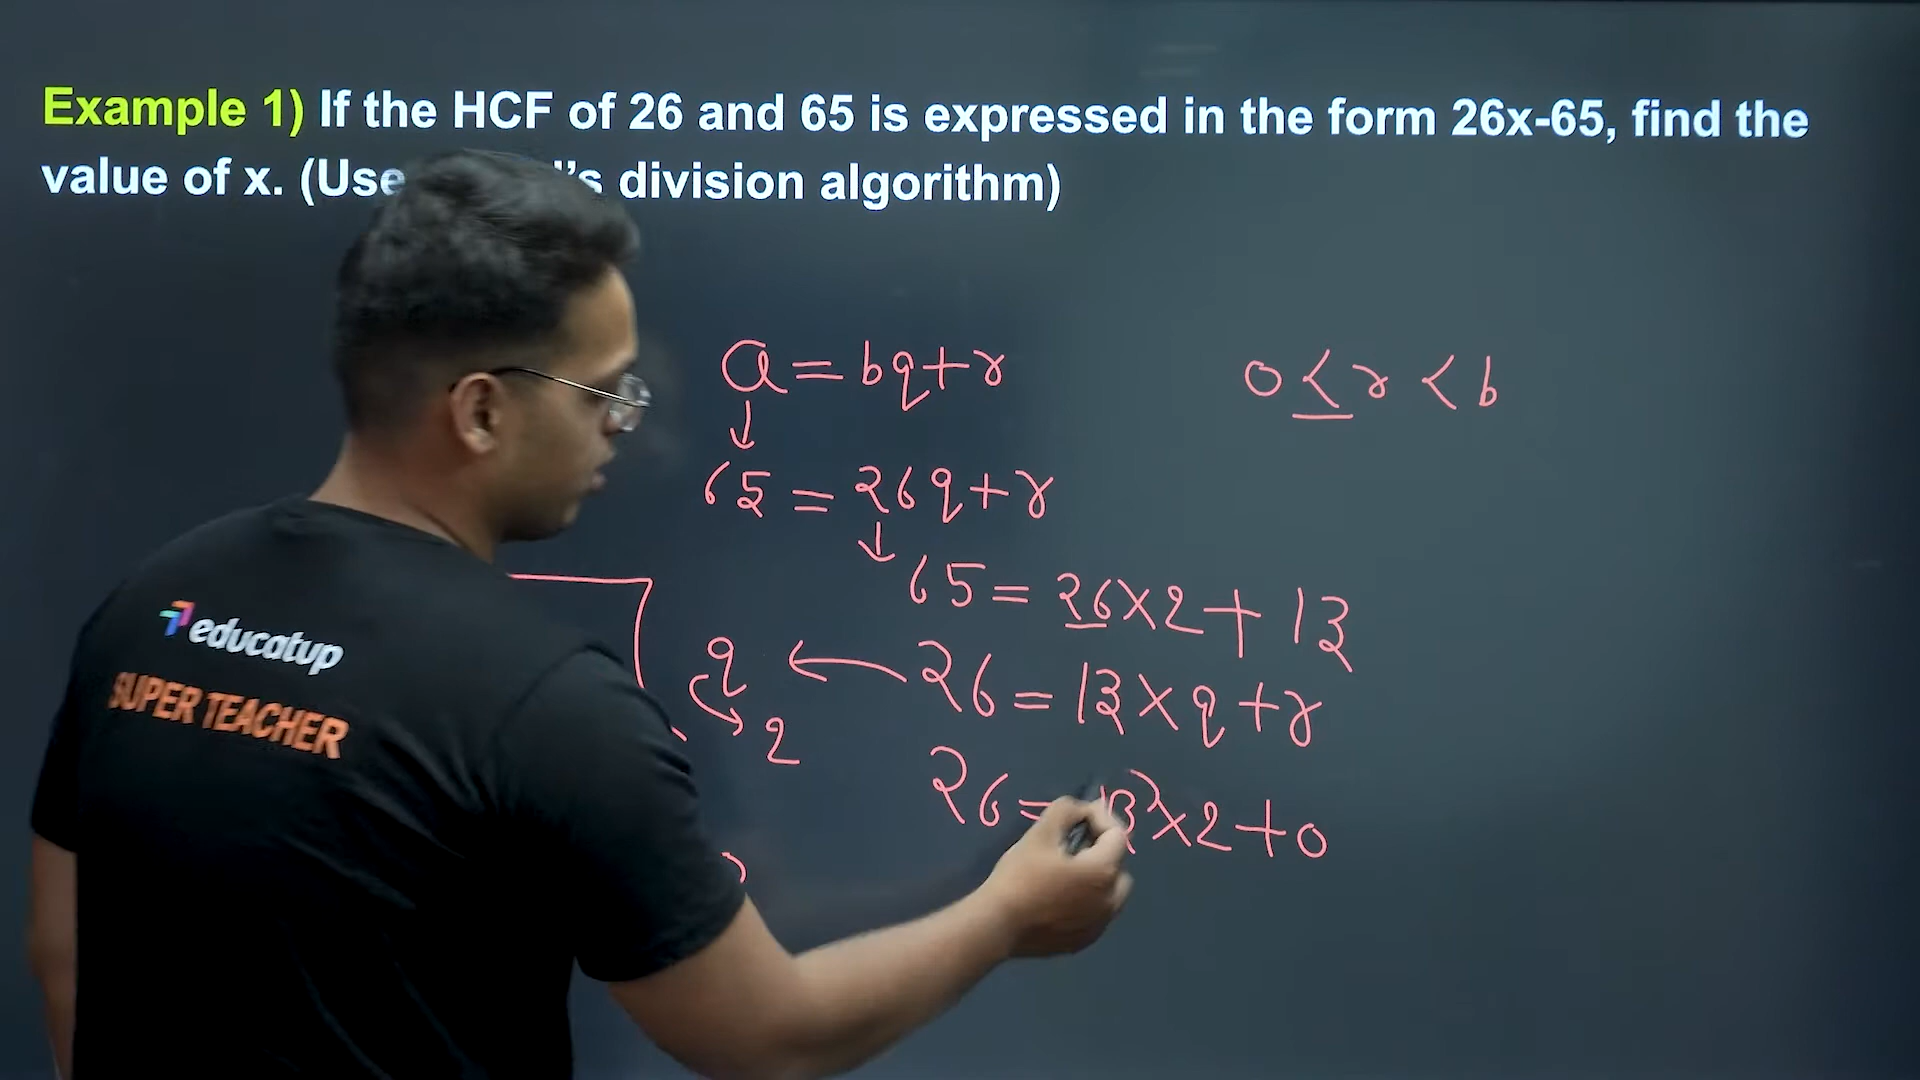 Example 1) If the HCF of 26 and 65 is expressed in the form 26x-65, find the
value of x. (Use 's division algorithm)
a = bq + r
0 ≤ r < b
↓
65 = 26q + r
↓
65 = 26 × 2 + 13
q ← 26 = 13 × q + r
2
26 = 13 × 2 + 0
educatup
SUPER TEACHER